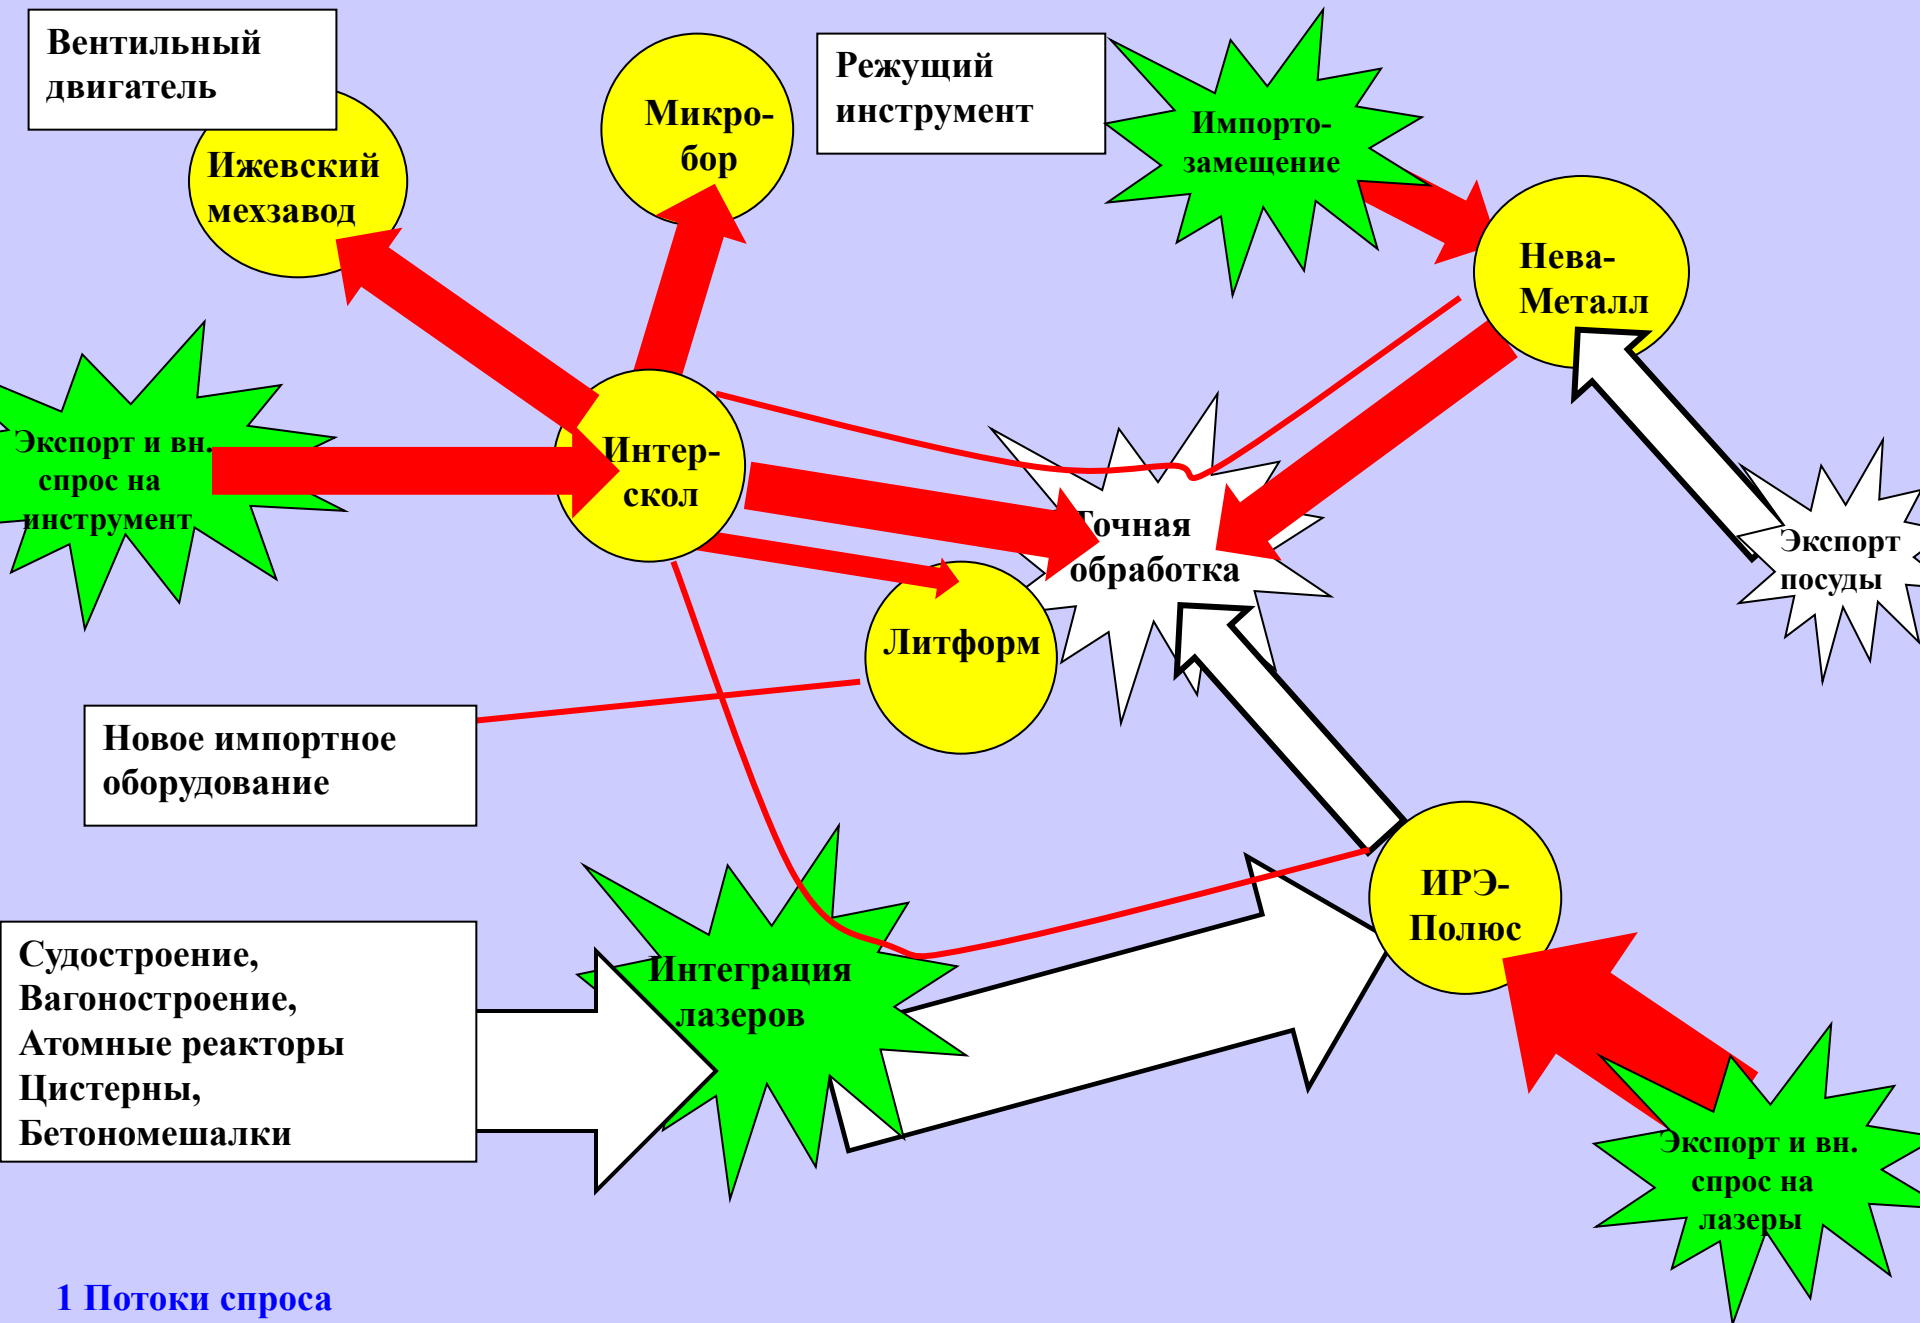 Вентильный
двигатель
Ижевский
мехзавод
Микро-
бор
Режущий
инструмент
Импорто-
замещение
Нева-
Металл
Экспорт и вн.
спрос на
инструмент
Интер-
скол
Точная
обработка
Экспорт
посуды
Литформ
Новое импортное
оборудование
ИРЭ-
Полюс
Судостроение,
Вагоностроение,
Атомные реакторы
Цистерны,
Бетономешалки
Интеграция
лазеров
Экспорт и вн.
спрос на
лазеры
1 Потоки спроса